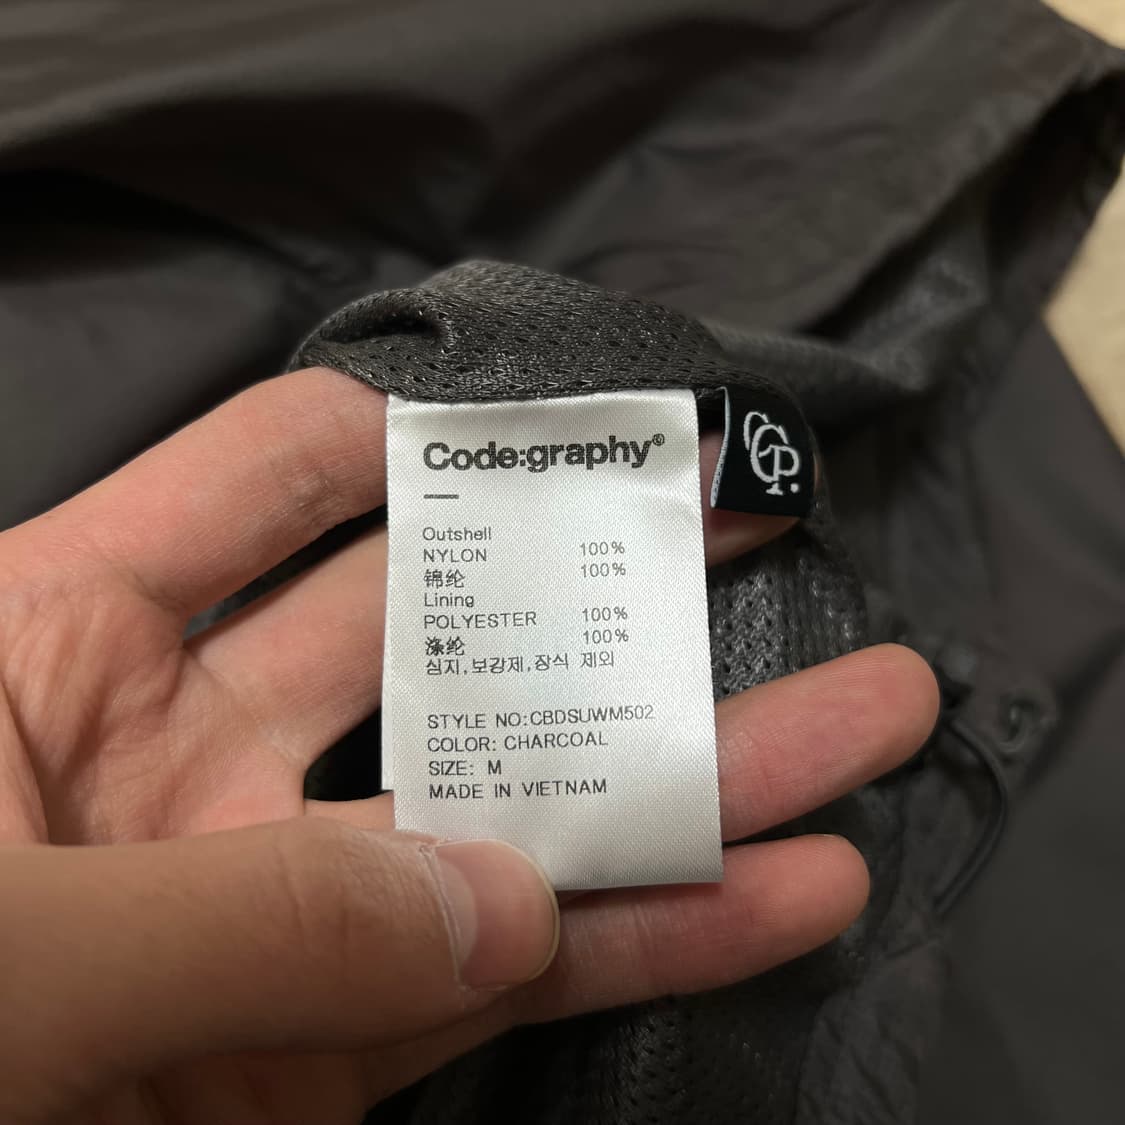 Code:graphy®
CGP.
Outshell
NYLON 100%
锦纶 100%
Lining
POLYESTER 100%
涤纶 100%
심지,보강제,장식 제외
STYLE NO:CBDSUWM502
COLOR: CHARCOAL
SIZE: M
MADE IN VIETNAM